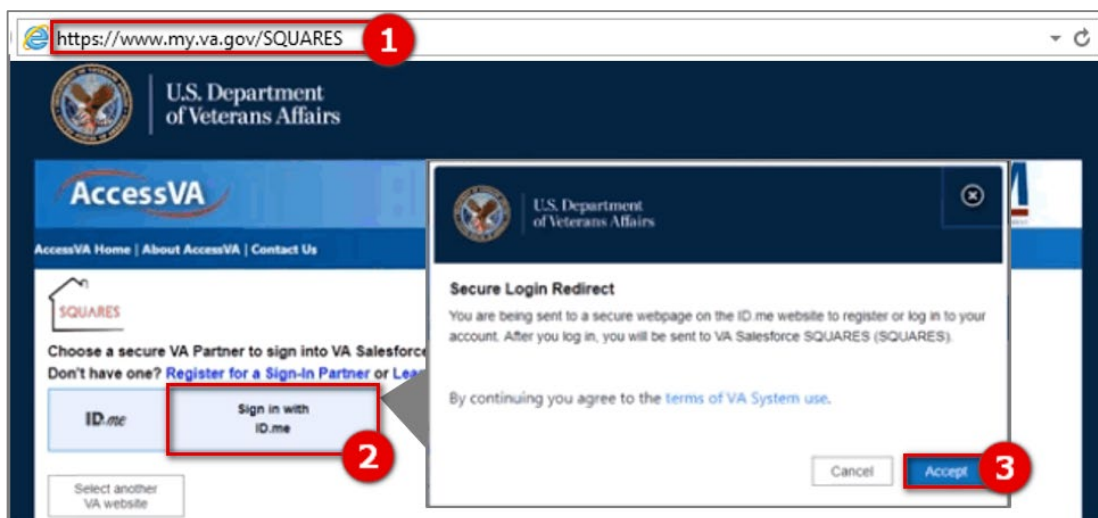 https://www.my.va.gov/SQUARES
1
U.S. Department
of Veterans Affairs
AccessVA
AccessVA Home | About AccessVA | Contact Us
SQUARES
Choose a secure VA Partner to sign into VA Salesforce
Don't have one? Register for a Sign-In Partner or Lea
ID.me
Sign in with
ID.me
2
Select another
VA website
U.S. Department
of Veterans Affairs
Secure Login Redirect
You are being sent to a secure webpage on the ID.me website to register or log in to your
account. After you log in, you will be sent to VA Salesforce SQUARES (SQUARES).
By continuing you agree to the terms of VA System use.
Cancel
Accept
3